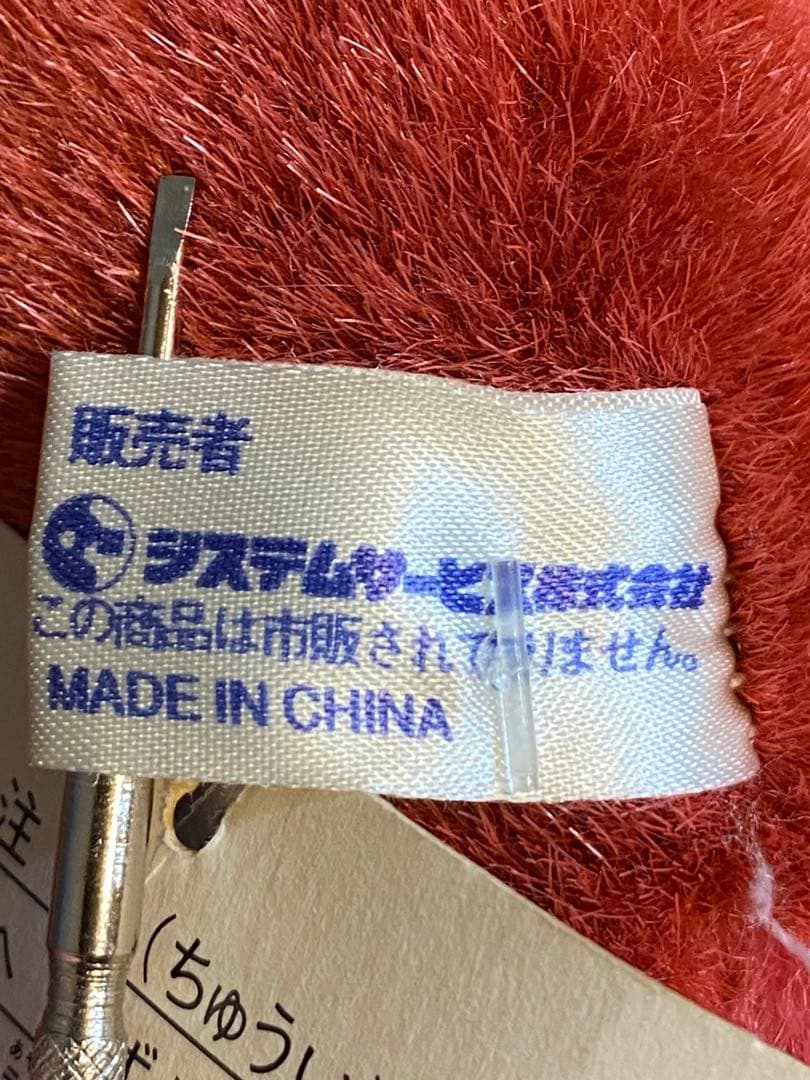 販売者
システムサービス株式会社
この商品は市販されておりません。
MADE IN CHINA
注
(ちゅうい